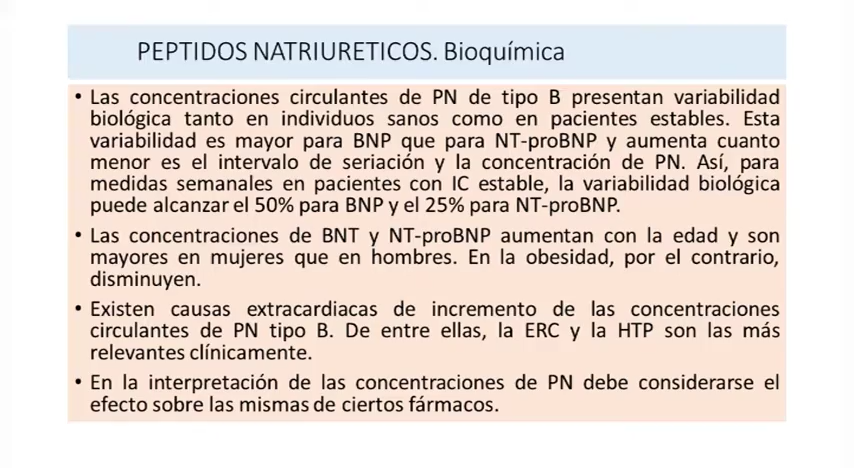 PEPTIDOS NATRIURETICOS. Bioquímica
• Las concentraciones circulantes de PN de tipo B presentan variabilidad
biológica tanto en individuos sanos como en pacientes estables. Esta
variabilidad es mayor para BNP que para NT-proBNP y aumenta cuanto
menor es el intervalo de seriación y la concentración de PN. Así, para
medidas semanales en pacientes con IC estable, la variabilidad biológica
puede alcanzar el 50% para BNP y el 25% para NT-proBNP.
• Las concentraciones de BNT y NT-proBNP aumentan con la edad y son
mayores en mujeres que en hombres. En la obesidad, por el contrario,
disminuyen.
• Existen causas extracardiacas de incremento de las concentraciones
circulantes de PN tipo B. De entre ellas, la ERC y la HTP son las más
relevantes clínicamente.
• En la interpretación de las concentraciones de PN debe considerarse el
efecto sobre las mismas de ciertos fármacos.